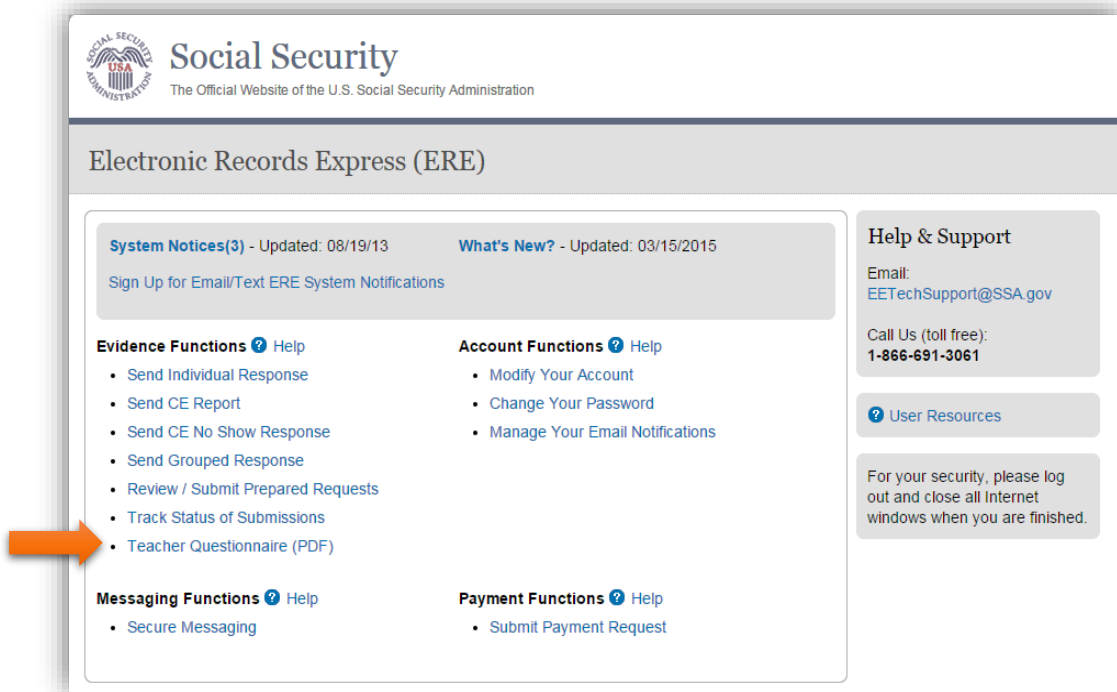 SOCIAL SECURITY
USA
ADMINISTRATION
Social Security
The Official Website of the U.S. Social Security Administration
Electronic Records Express (ERE)
System Notices(3) - Updated: 08/19/13
What's New? - Updated: 03/15/2015
Sign Up for Email/Text ERE System Notifications
Evidence Functions ? Help
• Send Individual Response
• Send CE Report
• Send CE No Show Response
• Send Grouped Response
• Review / Submit Prepared Requests
• Track Status of Submissions
• Teacher Questionnaire (PDF)
Account Functions ? Help
• Modify Your Account
• Change Your Password
• Manage Your Email Notifications
Messaging Functions ? Help
• Secure Messaging
Payment Functions ? Help
• Submit Payment Request
Help & Support
Email:
EETechSupport@SSA.gov
Call Us (toll free):
1-866-691-3061
? User Resources
For your security, please log
out and close all Internet
windows when you are finished.